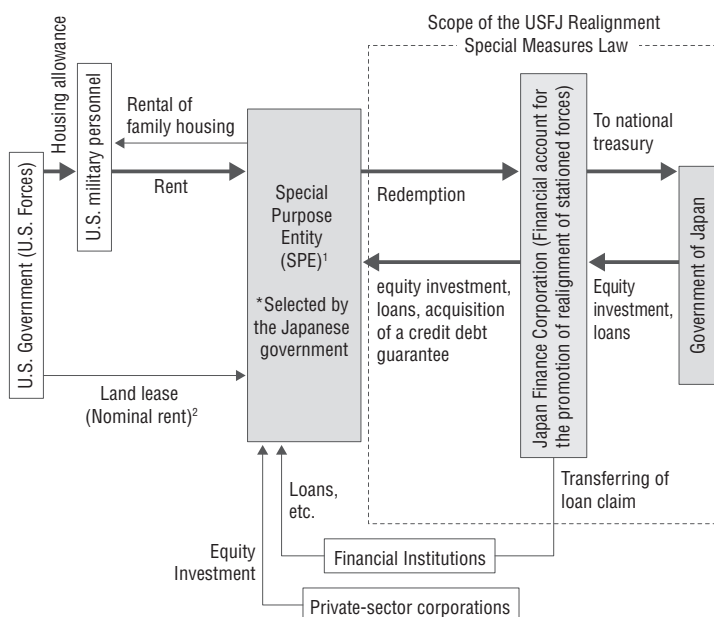 Scope of the USFJ Realignment
Special Measures Law
Housing allowance
U.S. Government (U.S. Forces)
U.S. military personnel
Rental of
family housing
Rent
Land lease
(Nominal rent)2
Special
Purpose
Entity
(SPE)1
*Selected by
the Japanese
government
Redemption
equity investment,
loans, acquisition
of a credit debt
guarantee
Japan Finance Corporation (Financial account for
the promotion of realignment of stationed forces)
To national
treasury
Equity
investment,
loans
Government of Japan
Transferring of
loan claim
Loans,
etc.
Equity
Investment
Financial Institutions
Private-sector corporations